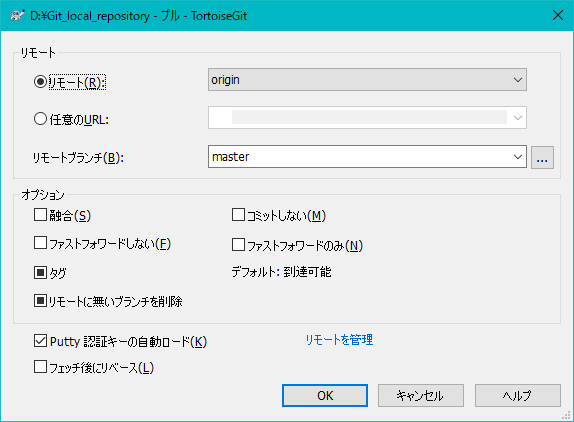 D:¥Git_local_repository - プル - TortoiseGit
リモート
リモート(R): origin
任意のURL:
リモートブランチ(B): master ...
オプション
融合(S) コミットしない(M)
ファストフォワードしない(F) ファストフォワードのみ(N)
タグ デフォルト: 到達可能
リモートに無いブランチを削除
Putty 認証キーの自動ロード(K) リモートを管理
フェッチ後にリベース(L)
OK キャンセル ヘルプ